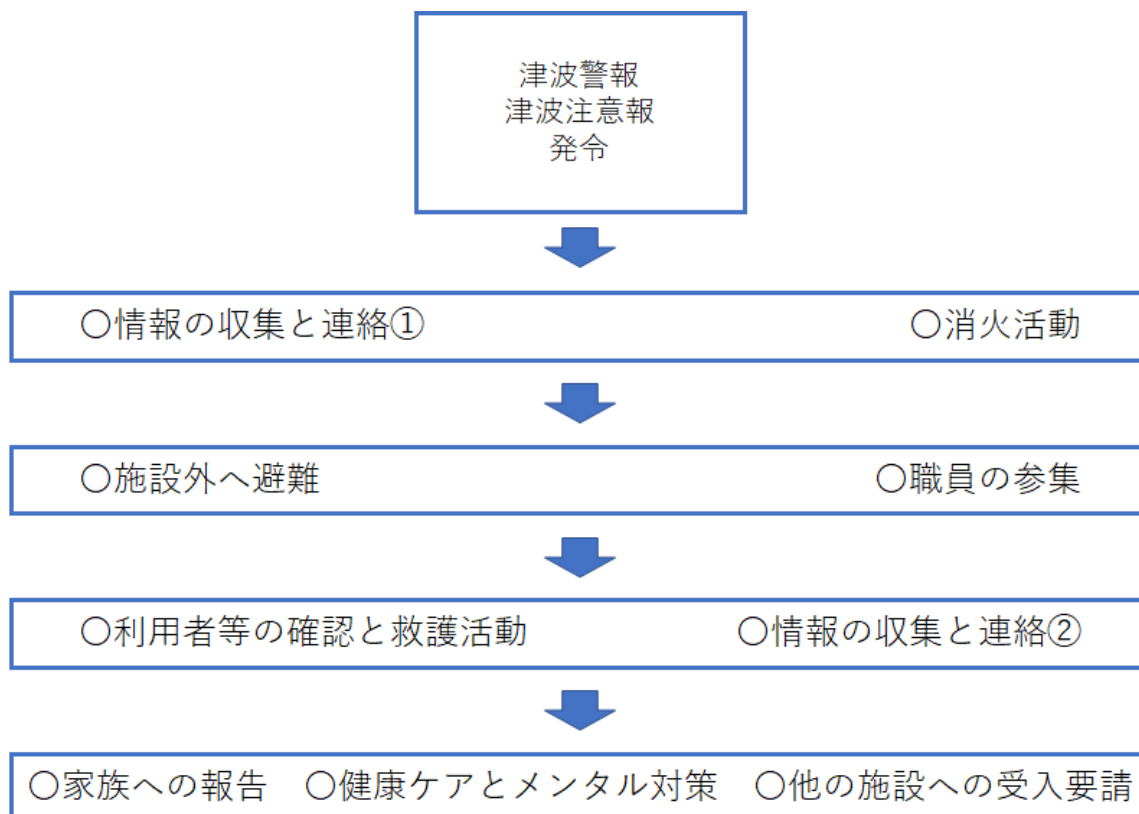 津波警報
津波注意報
発令
○情報の収集と連絡① ○消火活動
○施設外へ避難 ○職員の参集
○利用者等の確認と救護活動 ○情報の収集と連絡②
○家族への報告 ○健康ケアとメンタル対策 ○他の施設への受入要請